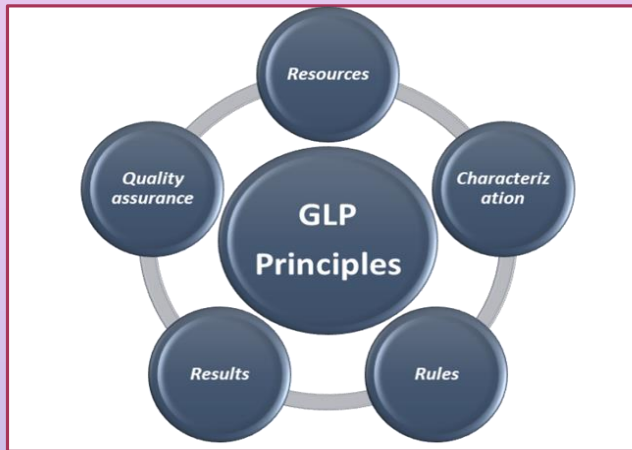 Resources
Quality
assurance
Characteriz
ation
GLP
Principles
Results
Rules